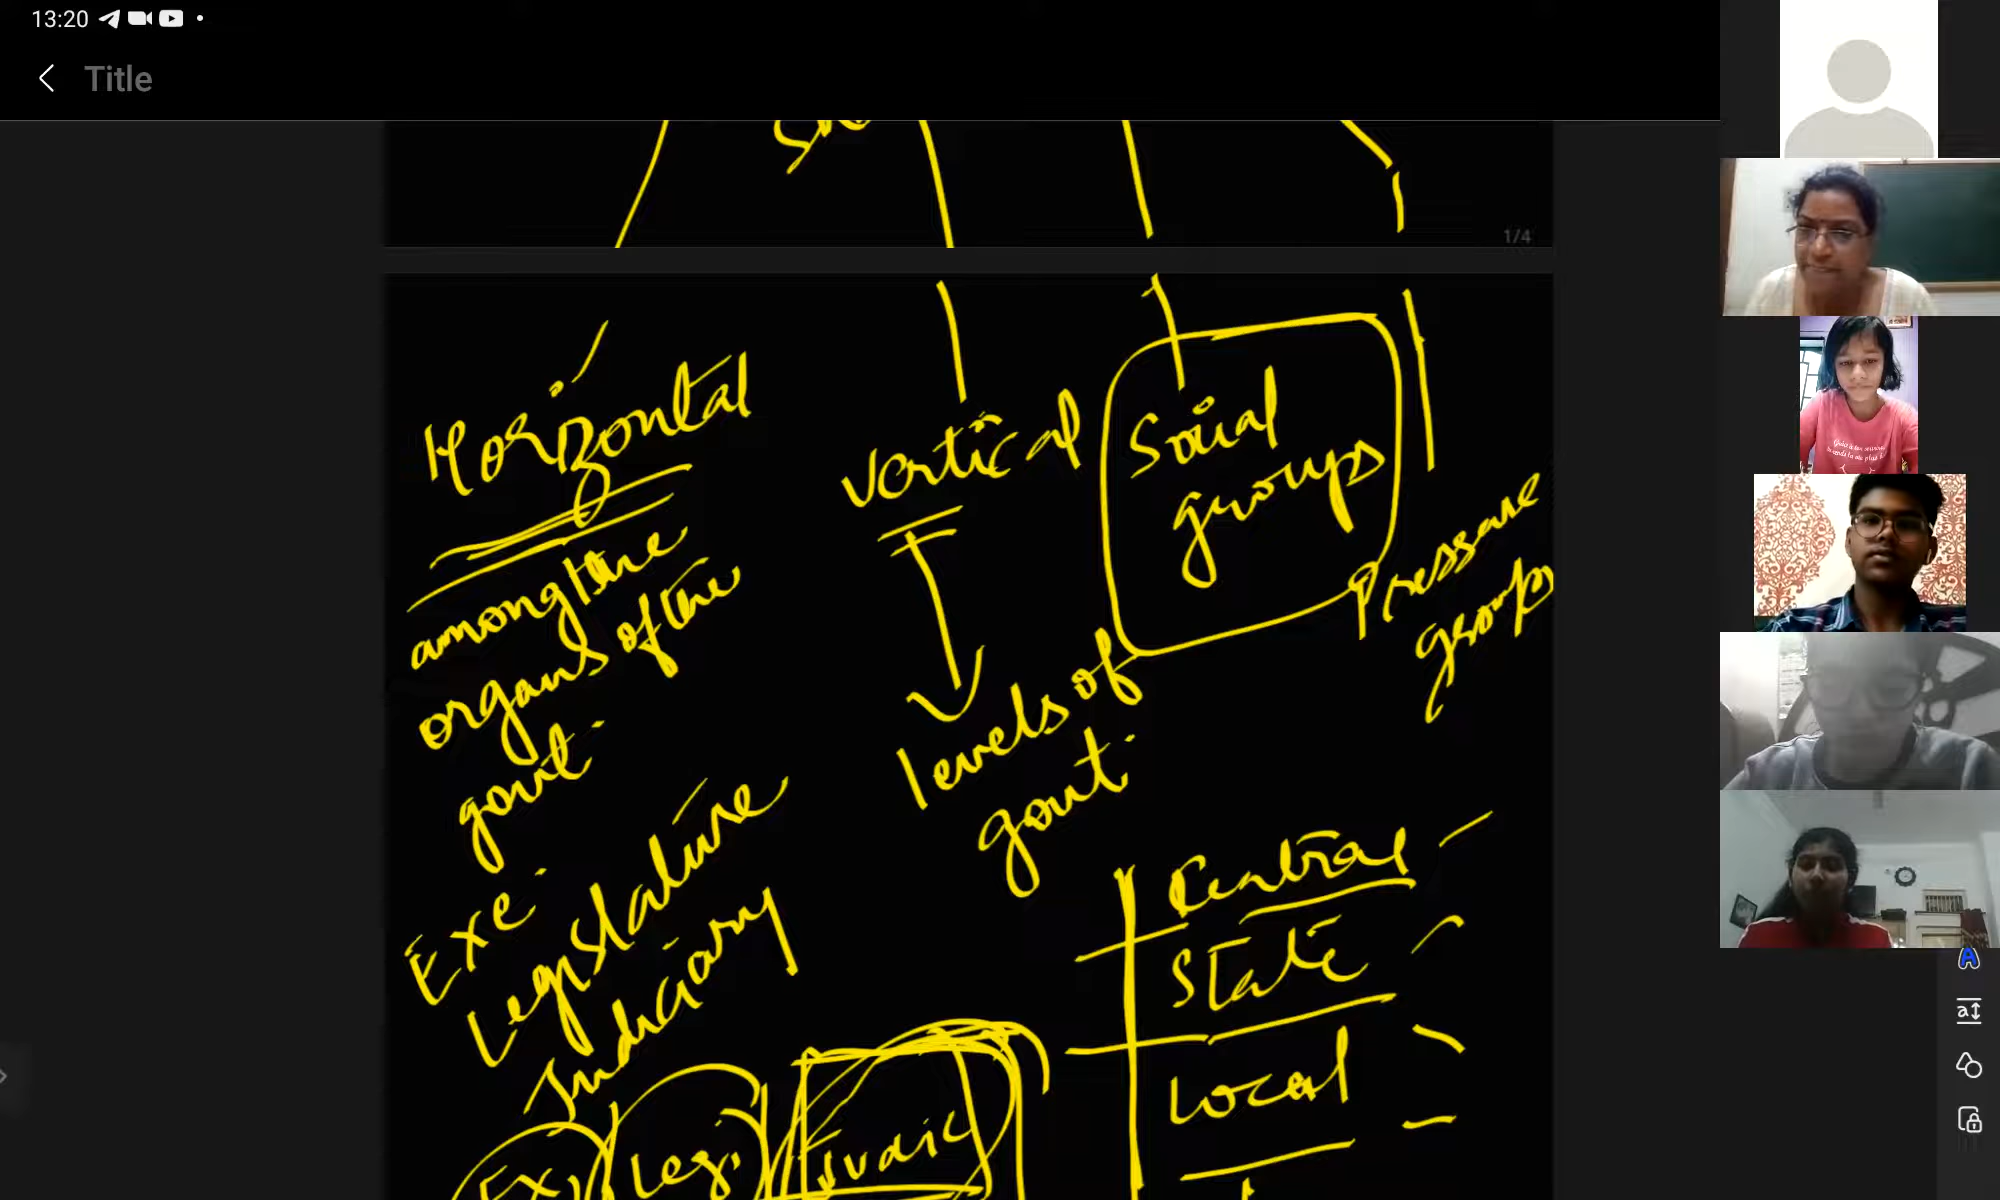 13:20
Title
1/4
Horizontal
among the
organs of the
govt.
Exe.
Legislature
Judiciary
Ex,
Legi,
Judic
vertical
levels of
govt.
Social
groups
Pressure
groups
Central
State
Local